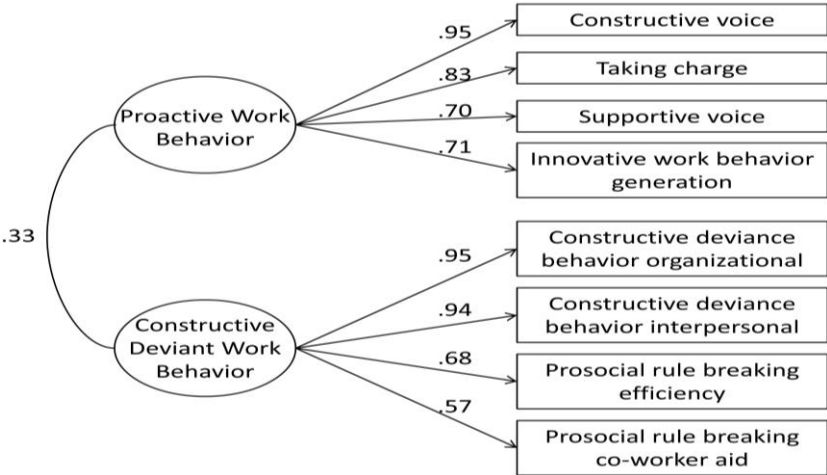 .95
Constructive voice
.83
Taking charge
.70
Supportive voice
.71
Innovative work behavior
generation
Proactive Work
Behavior
.33
.95
Constructive deviance
behavior organizational
.94
Constructive deviance
behavior interpersonal
.68
Prosocial rule breaking
efficiency
.57
Prosocial rule breaking
co-worker aid
Constructive
Deviant Work
Behavior